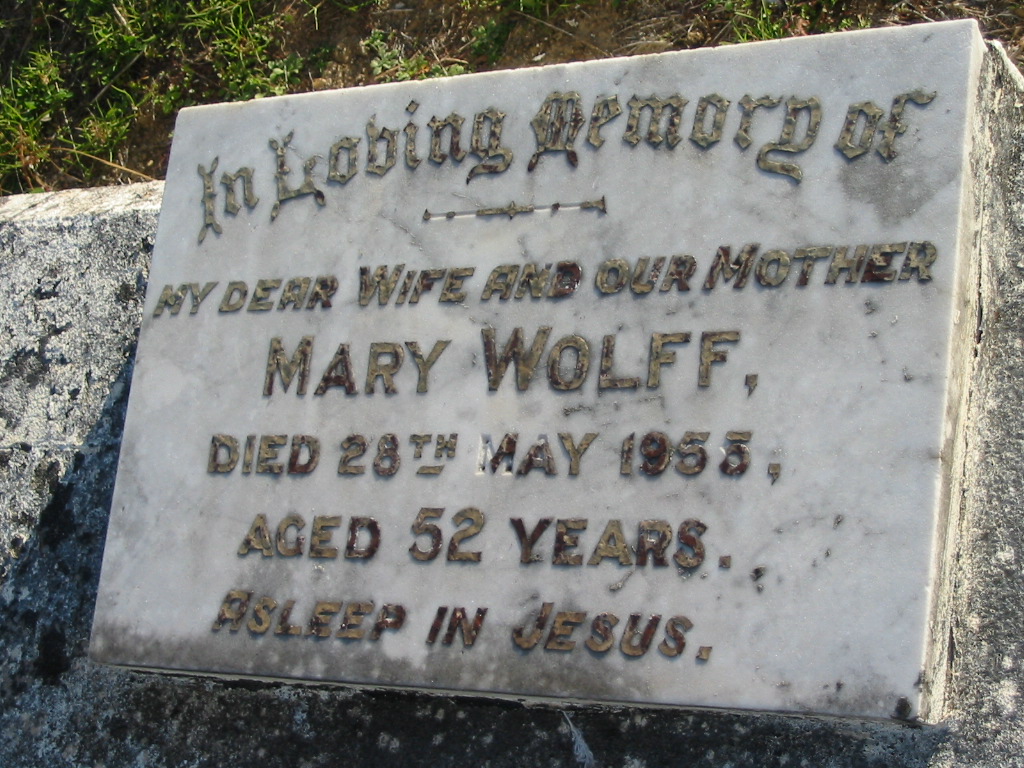 In Loving Memory of
MY DEAR WIFE AND OUR MOTHER
MARY WOLFF,
DIED 28TH MAY 1955,
AGED 52 YEARS.
ASLEEP IN JESUS.